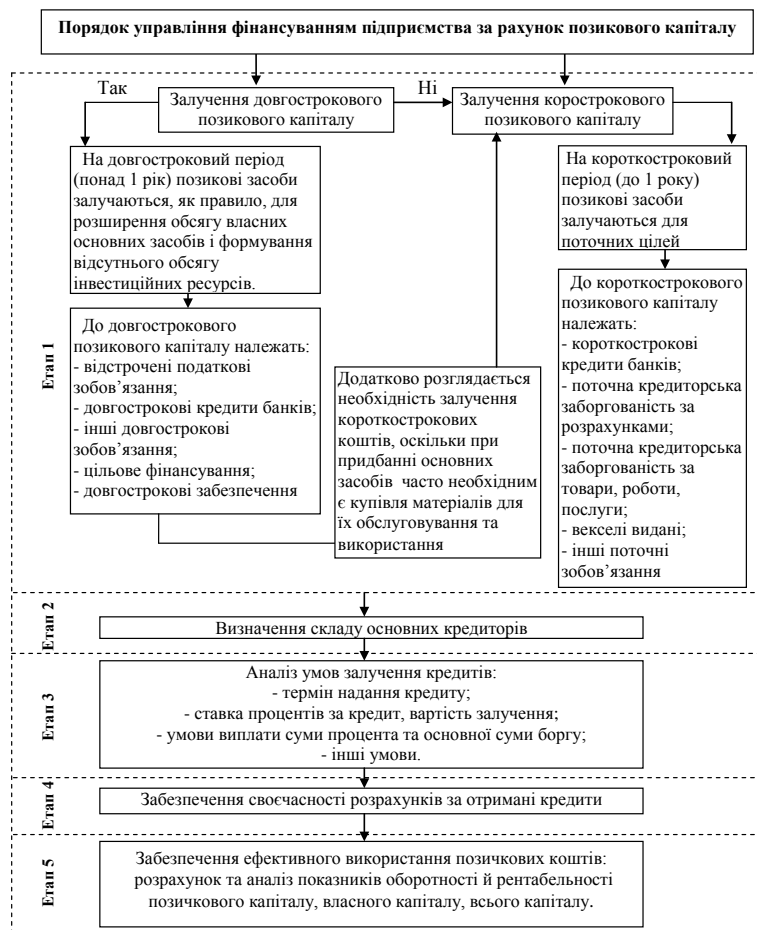 Порядок управління фінансуванням підприємства за рахунок позикового капіталу
Так
Залучення довгострокового
позикового капіталу
Ні
Залучення корострокового
позикового капіталу
Етап 1
На довгостроковий період
(понад 1 рік) позикові засоби
залучаються, як правило, для
розширення обсягу власних
основних засобів і формування
відсутнього обсягу
інвестиційних ресурсів.
На короткостроковий
період (до 1 року)
позикові засоби
залучаються для
поточних цілей
До довгострокового
позикового капіталу належать:
- відстрочені податкові
зобов’язання;
- довгострокові кредити банків;
- інші довгострокові
зобов’язання;
- цільове фінансування;
- довгострокові забезпечення
Додатково розглядається
необхідність залучення
короткострокових
коштів, оскільки при
придбанні основних
засобів часто необхідним
є купівля матеріалів для
їх обслуговування та
використання
До короткострокового
позикового капіталу
належать:
- короткострокові
кредити банків;
- поточна кредиторська
заборгованість за
розрахунками;
- поточна кредиторська
заборгованість за
товари, роботи,
послуги;
- векселі видані;
- інші поточні
зобов’язання
Етап 2
Визначення складу основних кредиторів
Етап 3
Аналіз умов залучення кредитів:
- термін надання кредиту;
- ставка процентів за кредит, вартість залучення;
- умови виплати суми процента та основної суми боргу;
- інші умови.
Етап 4
Забезпечення своєчасності розрахунків за отримані кредити
Етап 5
Забезпечення ефективного використання позичкових коштів:
розрахунок та аналіз показників оборотності й рентабельності
позичкового капіталу, власного капіталу, всього капіталу.